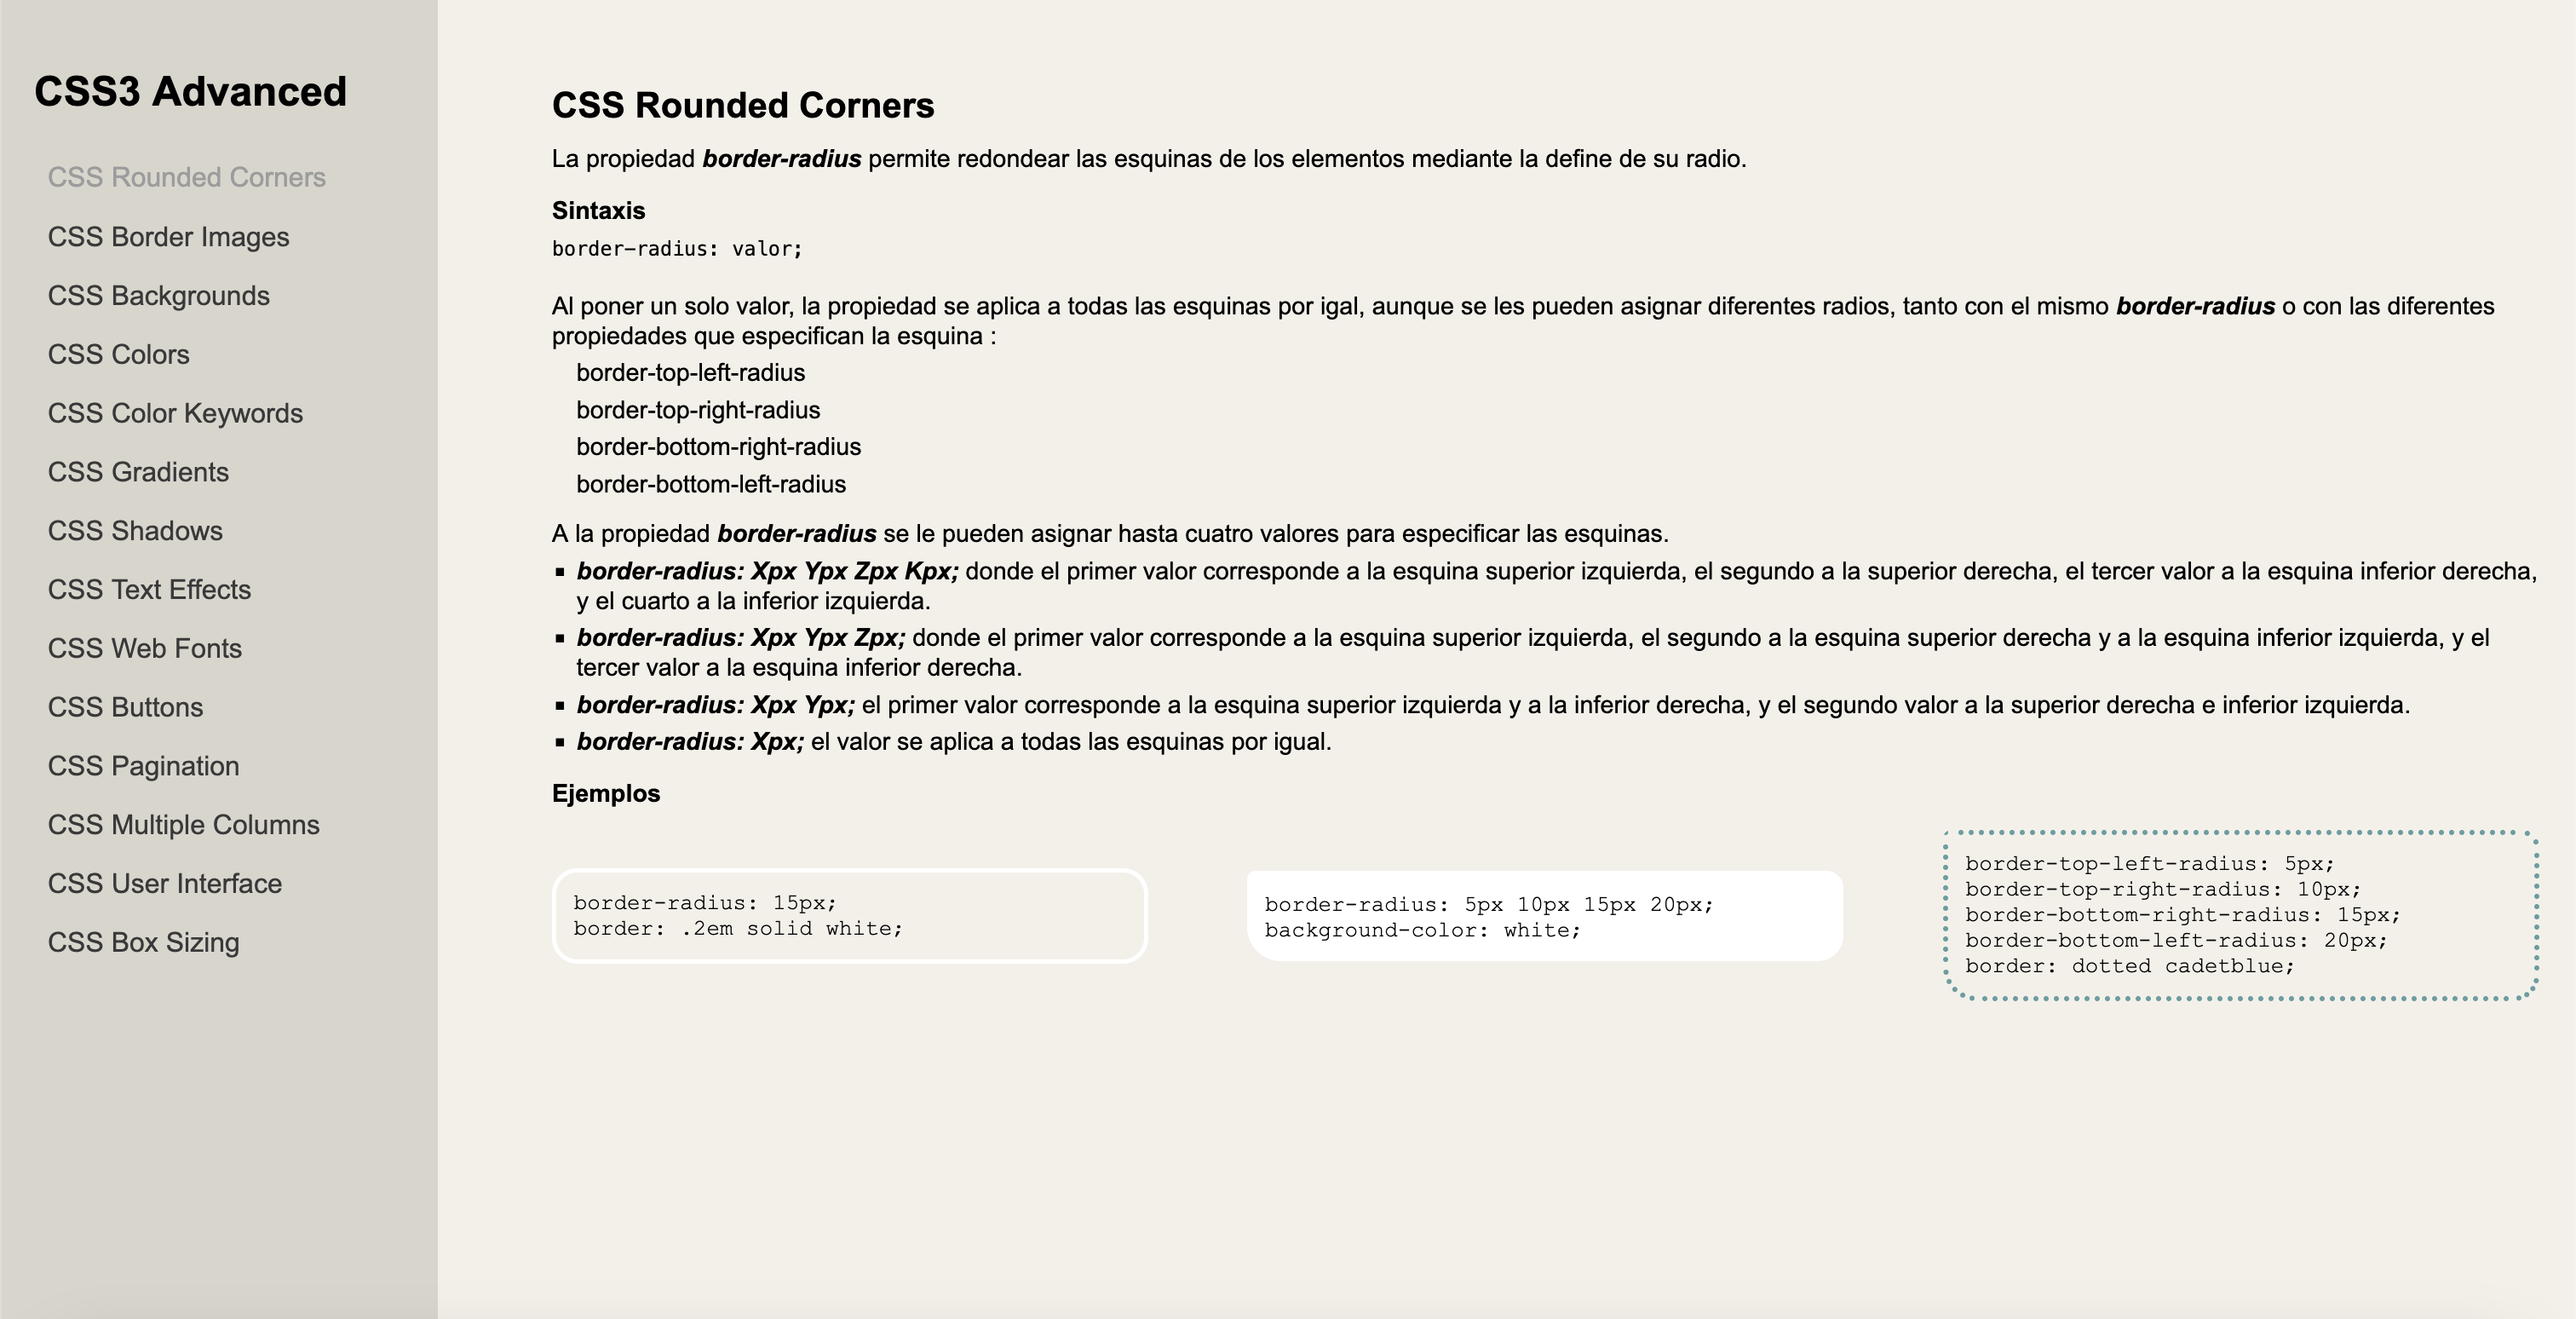 CSS3 Advanced
CSS Rounded Corners
CSS Border Images
CSS Backgrounds
CSS Colors
CSS Color Keywords
CSS Gradients
CSS Shadows
CSS Text Effects
CSS Web Fonts
CSS Buttons
CSS Pagination
CSS Multiple Columns
CSS User Interface
CSS Box Sizing
CSS Rounded Corners
La propiedad border-radius permite redondear las esquinas de los elementos mediante la define de su radio.
Sintaxis
border-radius: valor;
Al poner un solo valor, la propiedad se aplica a todas las esquinas por igal, aunque se les pueden asignar diferentes radios, tanto con el mismo border-radius o con las diferentes
propiedades que especifican la esquina :
border-top-left-radius
border-top-right-radius
border-bottom-right-radius
border-bottom-left-radius
A la propiedad border-radius se le pueden asignar hasta cuatro valores para especificar las esquinas.
▪ border-radius: Xpx Ypx Zpx Kpx; donde el primer valor corresponde a la esquina superior izquierda, el segundo a la superior derecha, el tercer valor a la esquina inferior derecha,
y el cuarto a la inferior izquierda.
▪ border-radius: Xpx Ypx Zpx; donde el primer valor corresponde a la esquina superior izquierda, el segundo a la esquina superior derecha y a la esquina inferior izquierda, y el
tercer valor a la esquina inferior derecha.
▪ border-radius: Xpx Ypx; el primer valor corresponde a la esquina superior izquierda y a la inferior derecha, y el segundo valor a la superior derecha e inferior izquierda.
▪ border-radius: Xpx; el valor se aplica a todas las esquinas por igual.
Ejemplos
border-radius: 15px;
border: .2em solid white;
border-radius: 5px 10px 15px 20px;
background-color: white;
border-top-left-radius: 5px;
border-top-right-radius: 10px;
border-bottom-right-radius: 15px;
border-bottom-left-radius: 20px;
border: dotted cadetblue;